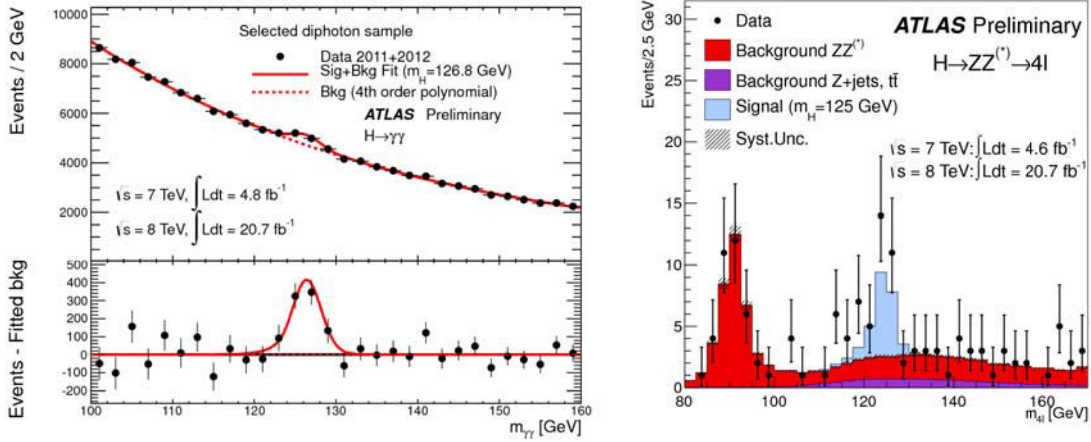 Events / 2 GeV
10000
8000
6000
4000
2000
Selected diphoton sample
Data 2011+2012
Sig+Bkg Fit (mH=126.8 GeV)
Bkg (4th order polynomial)
ATLAS Preliminary
H→γγ
√s = 7 TeV, ∫Ldt = 4.8 fb⁻¹
√s = 8 TeV, ∫Ldt = 20.7 fb⁻¹
Events - Fitted bkg
500
400
300
200
100
0
-100
-200
100 110 120 130 140 150 160
mγγ [GeV]
Events/2.5 GeV
30
25
20
15
10
5
0
Data
Background ZZ(*)
Background Z+jets, tt̄
Signal (mH=125 GeV)
Syst.Unc.
ATLAS Preliminary
H→ZZ(*)→4l
√s = 7 TeV:∫Ldt = 4.6 fb⁻¹
√s = 8 TeV:∫Ldt = 20.7 fb⁻¹
80 100 120 140 160
m4l [GeV]